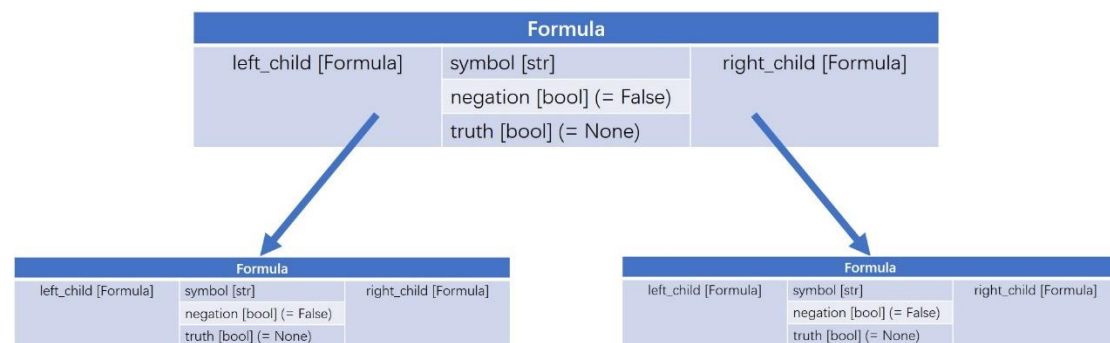 Formula
left_child [Formula] symbol [str] right_child [Formula]
negation [bool] (= False)
truth [bool] (= None)
Formula
left_child [Formula] symbol [str] right_child [Formula]
negation [bool] (= False)
truth [bool] (= None)
Formula
left_child [Formula] symbol [str] right_child [Formula]
negation [bool] (= False)
truth [bool] (= None)